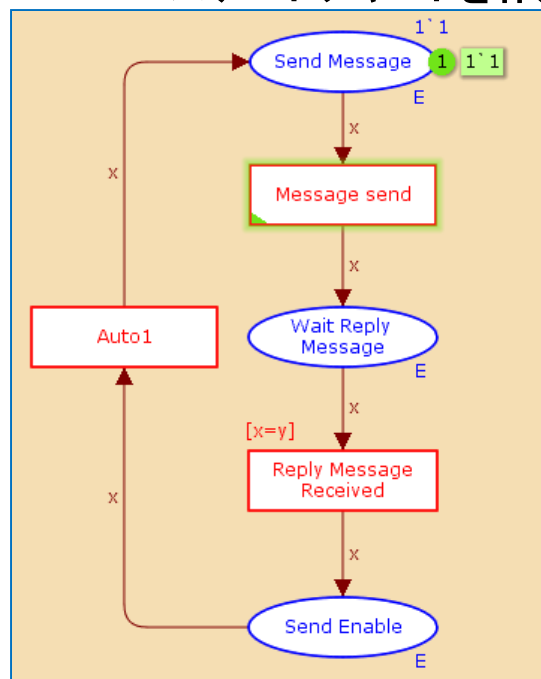 1`1
Send Message
1
1`1
E
x
Message send
x
x
Wait Reply
Message
E
Auto1
x
[x=y]
Reply Message
Received
x
x
Send Enable
E